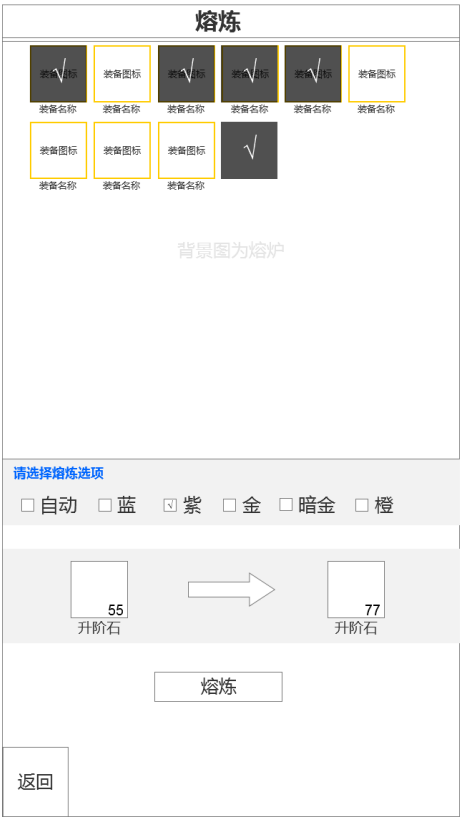 熔炼
装备图标 装备图标 装备图标 装备图标 装备图标 装备图标
装备名称 装备名称 装备名称 装备名称 装备名称 装备名称
装备图标 装备图标 装备图标 √
装备名称 装备名称 装备名称
背景图为熔炉
请选择熔炼选项
自动 蓝 √ 紫 金 暗金 橙
55 77
升阶石 升阶石
熔炼
返回